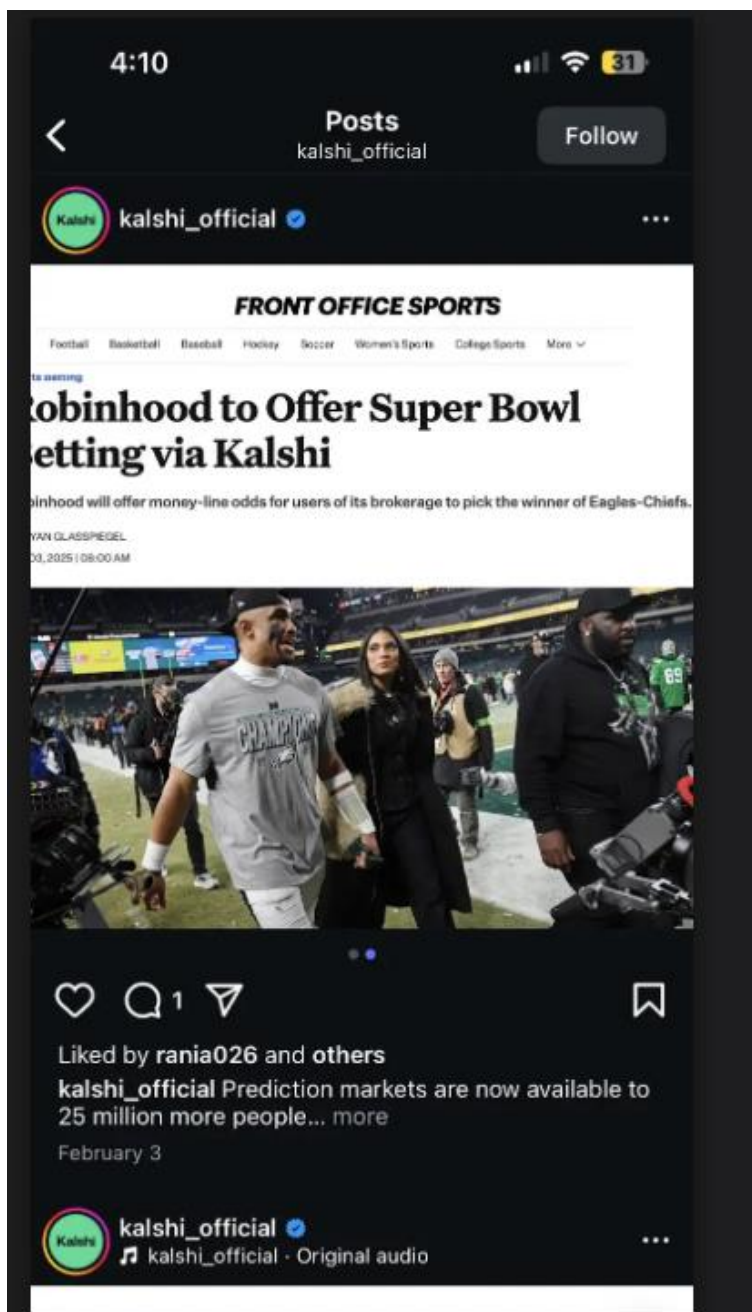 4:10
31
Posts
kalshi_official
Follow
Kalshi
kalshi_official
FRONT OFFICE SPORTS
Football Basketball Baseball Hockey Soccer Women's Sports College Sports More
obinhood to Offer Super Bowl
etting via Kalshi
binhood will offer money-line odds for users of its brokerage to pick the winner of Eagles-Chiefs.
YAN GLASSPIEGEL
03, 2025 | 08:00 AM
CHAMPIONS
89
1
Liked by rania026 and others
kalshi_official Prediction markets are now available to
25 million more people... more
February 3
Kalshi
kalshi_official
kalshi_official · Original audio